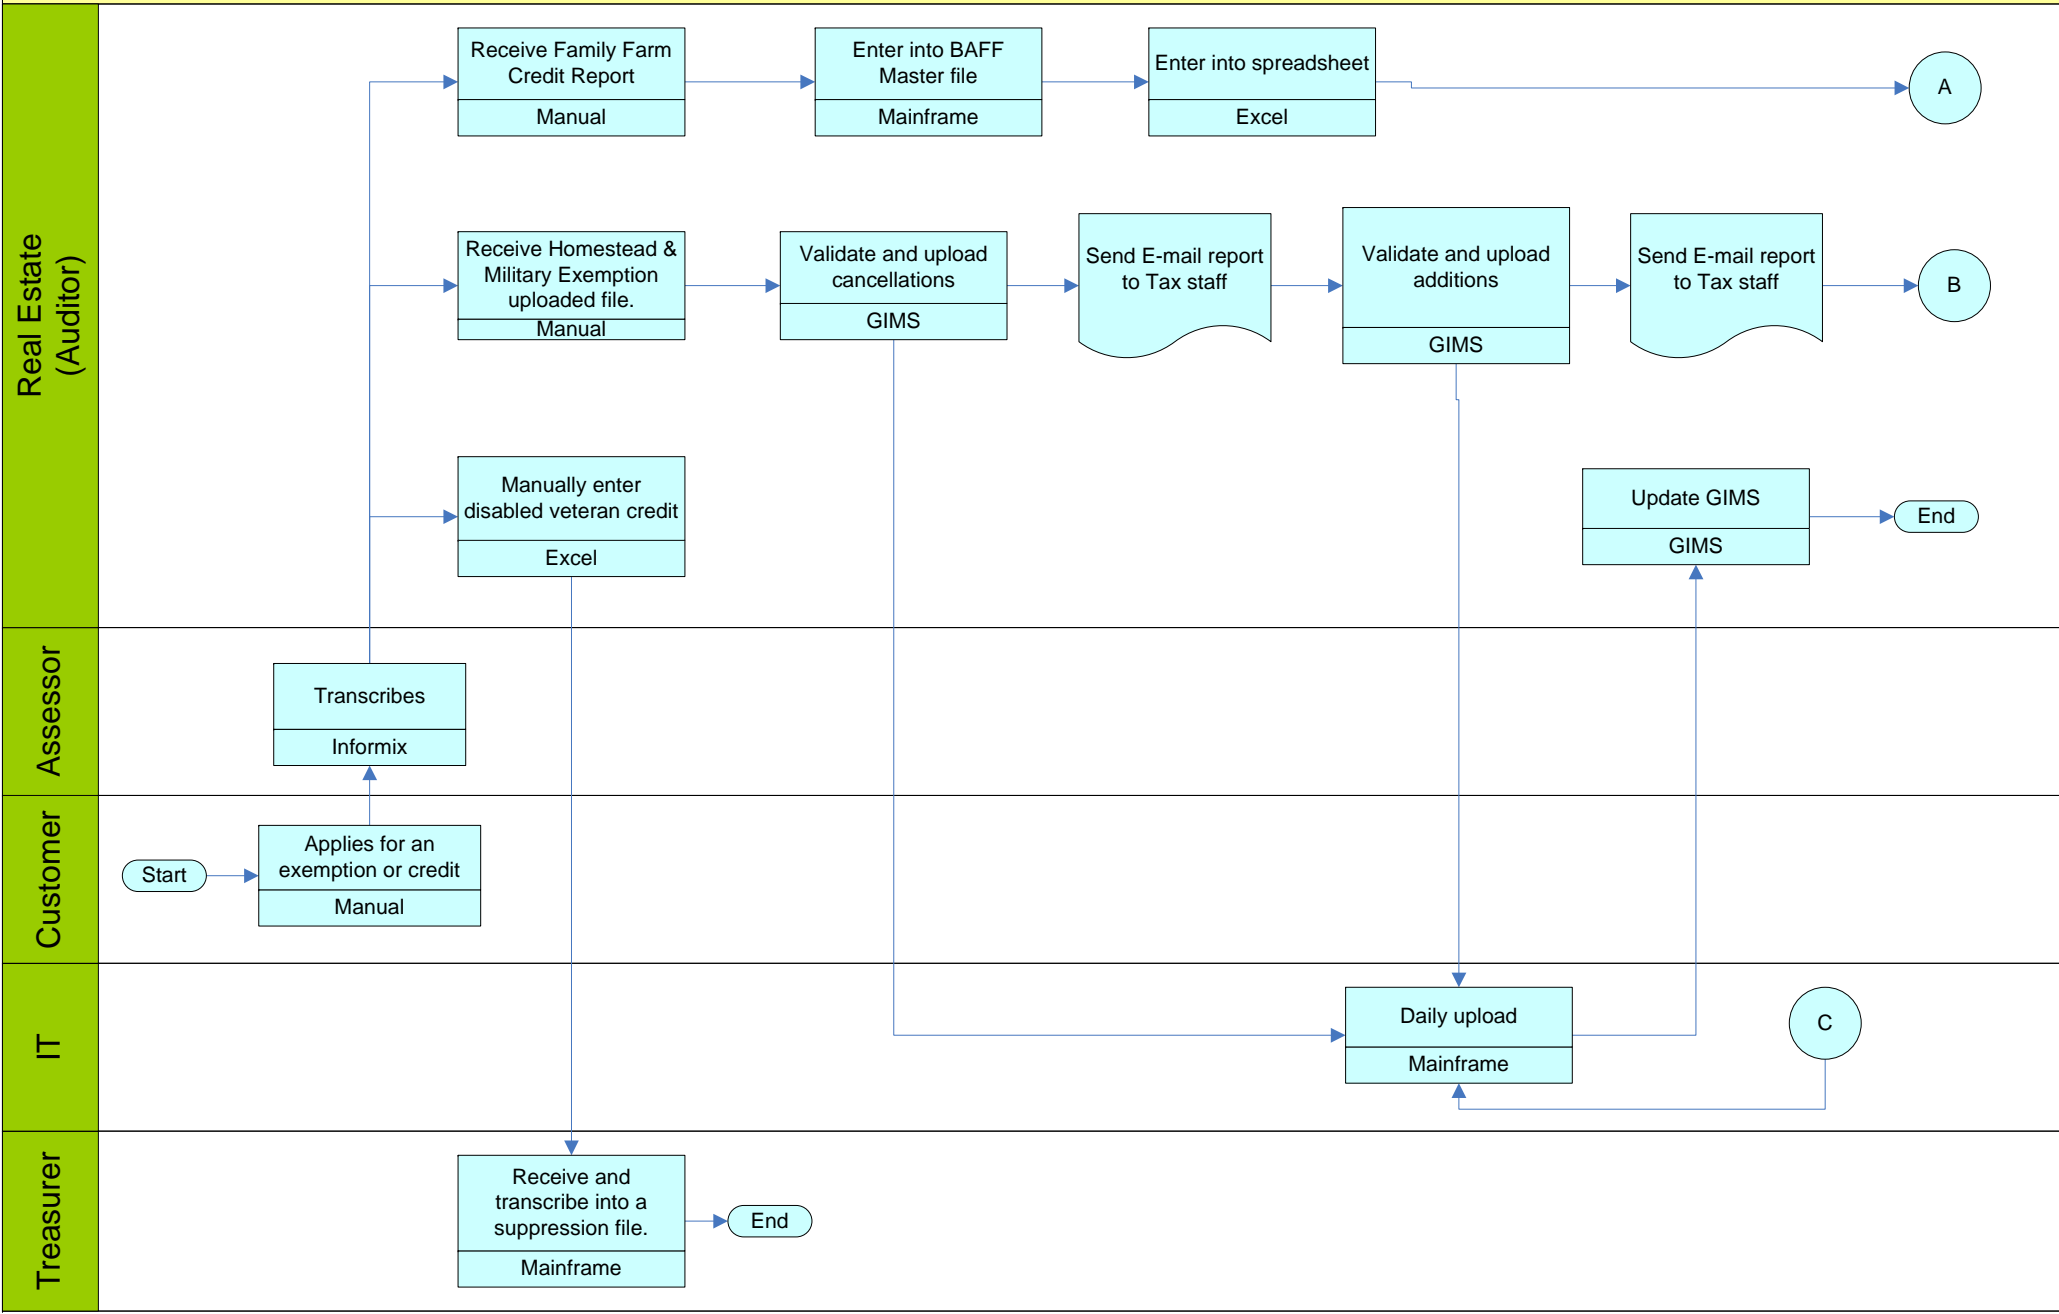 Real Estate
(Auditor)
Receive Family Farm
Credit Report
Manual
Enter into BAFF
Master file
Mainframe
Enter into spreadsheet
Excel
A
Receive Homestead &
Military Exemption
uploaded file.
Manual
Validate and upload
cancellations
GIMS
Send E-mail report
to Tax staff
Validate and upload
additions
GIMS
Send E-mail report
to Tax staff
B
Manually enter
disabled veteran credit
Excel
Update GIMS
GIMS
End
Assessor
Transcribes
Informix
Customer
Start
Applies for an
exemption or credit
Manual
IT
Daily upload
Mainframe
C
Treasurer
Receive and
transcribe into a
suppression file.
Mainframe
End